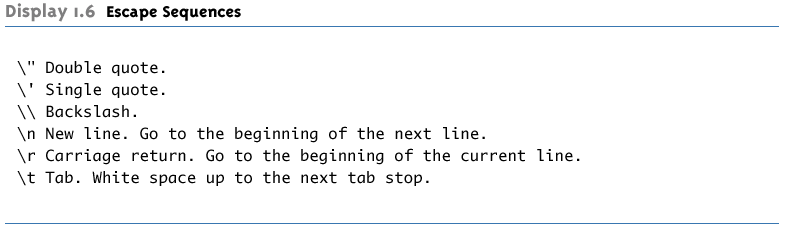 Display 1.6 Escape Sequences
\" Double quote.
\' Single quote.
\\ Backslash.
\n New line. Go to the beginning of the next line.
\r Carriage return. Go to the beginning of the current line.
\t Tab. White space up to the next tab stop.